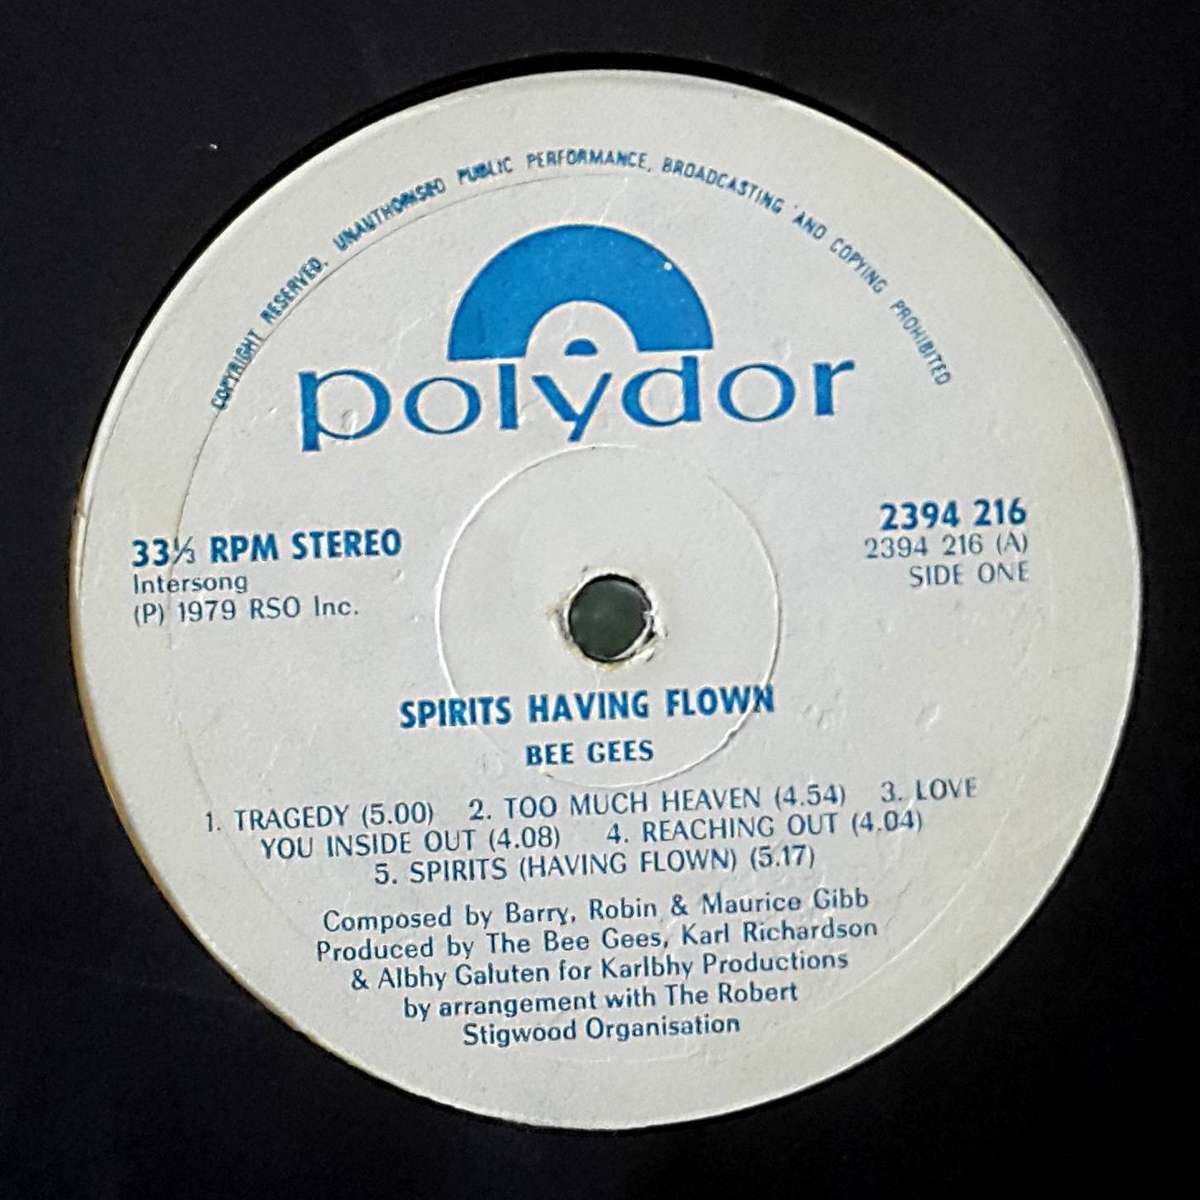 COPYRIGHT RESERVED, UNAUTHORISED PUBLIC PERFORMANCE, BROADCASTING AND COPYING PROHIBITED
polydor
33⅓ RPM STEREO
Intersong
(P) 1979 RSO Inc.
2394 216
2394 216 (A)
SIDE ONE
SPIRITS HAVING FLOWN
BEE GEES
1. TRAGEDY (5.00) 2. TOO MUCH HEAVEN (4.54) 3. LOVE
YOU INSIDE OUT (4.08) 4. REACHING OUT (4.04)
5. SPIRITS (HAVING FLOWN) (5.17)
Composed by Barry, Robin & Maurice Gibb
Produced by The Bee Gees, Karl Richardson
& Albhy Galuten for Karlbhy Productions
by arrangement with The Robert
Stigwood Organisation